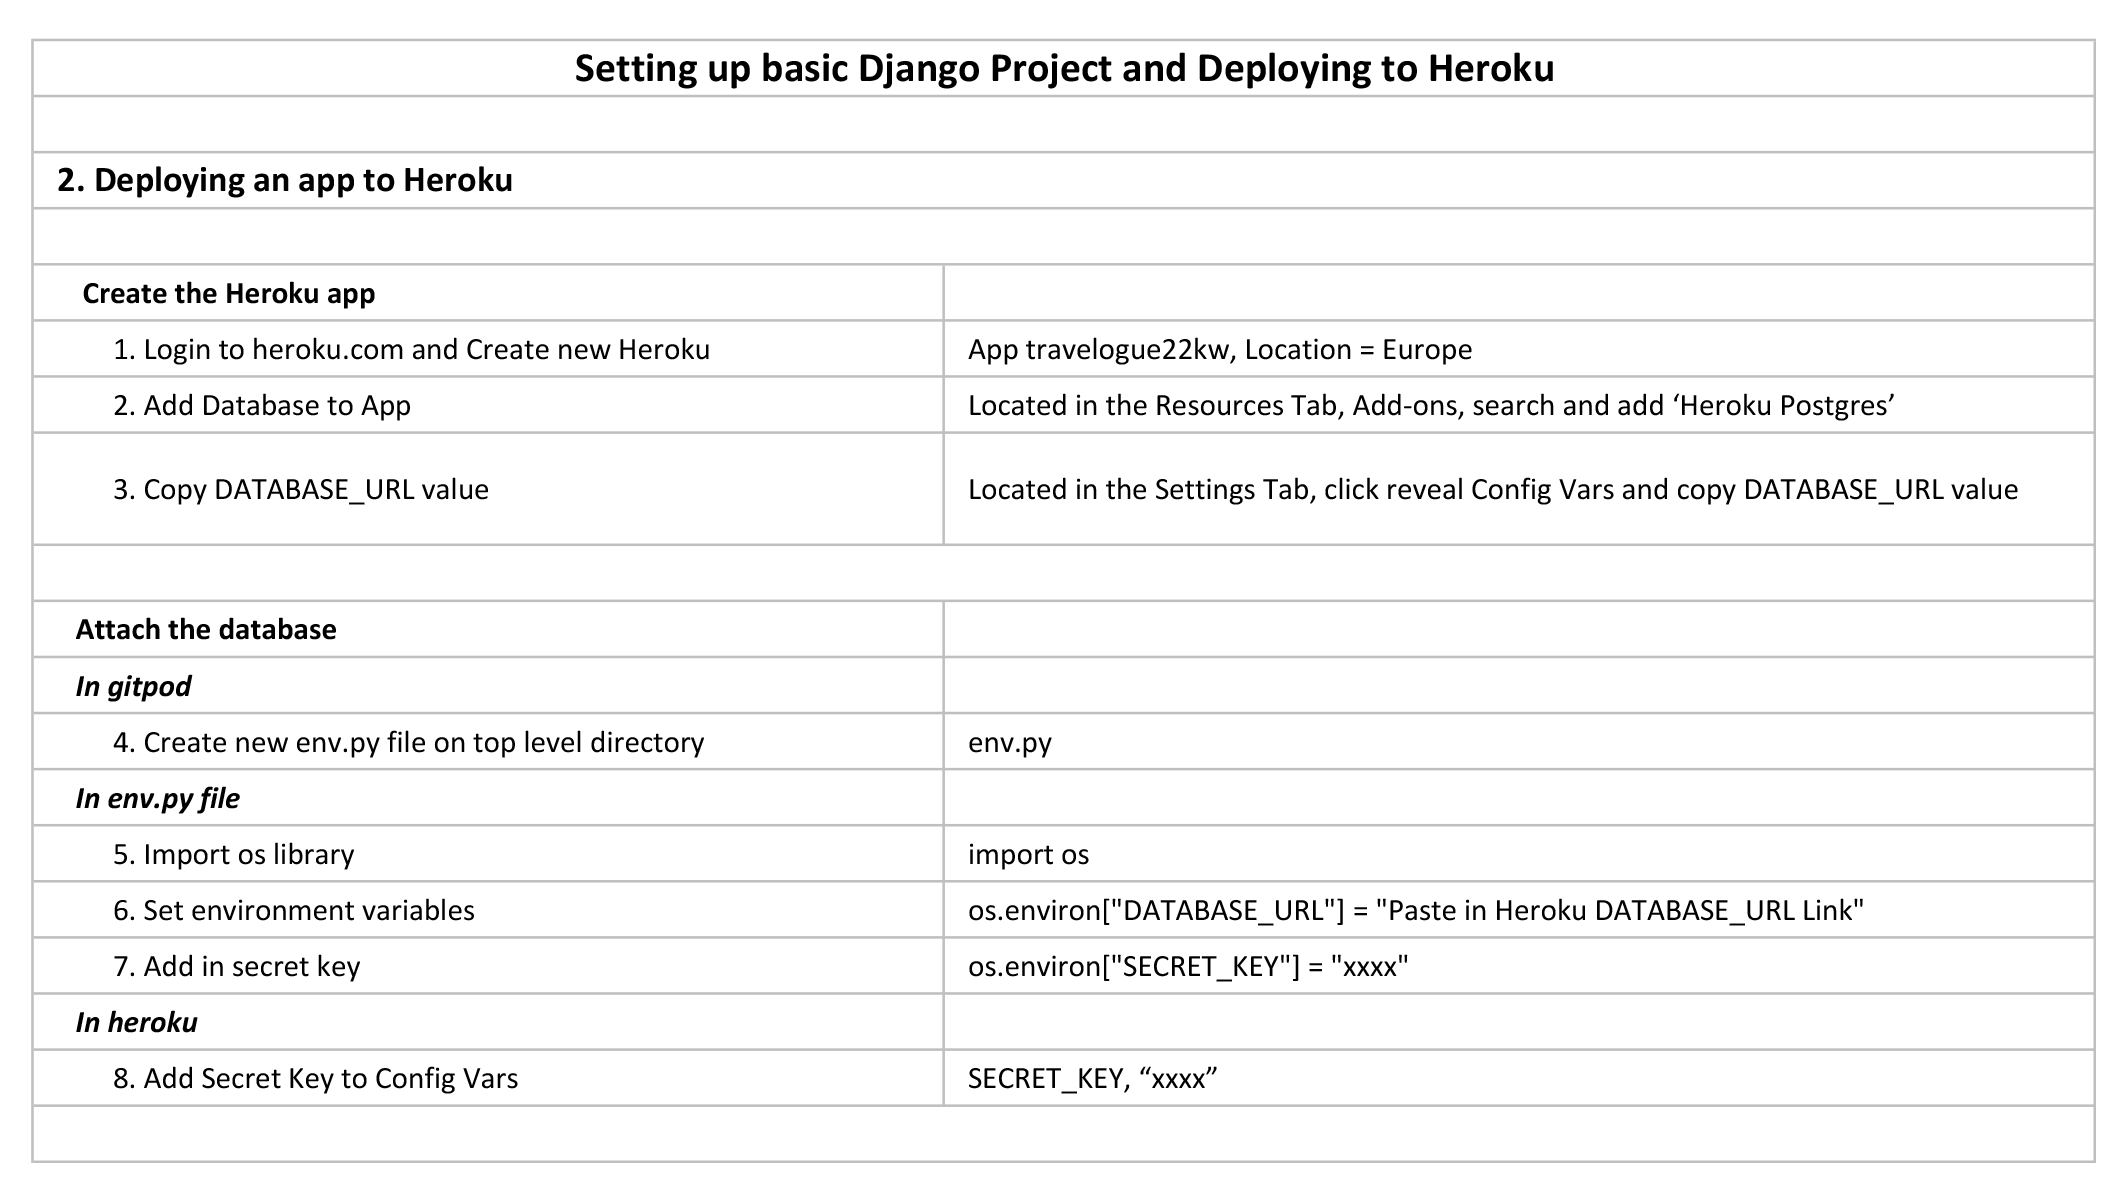 Setting up basic Django Project and Deploying to Heroku
2. Deploying an app to Heroku
Create the Heroku app
1. Login to heroku.com and Create new Heroku
App travelogue22kw, Location = Europe
2. Add Database to App
Located in the Resources Tab, Add-ons, search and add ‘Heroku Postgres’
3. Copy DATABASE_URL value
Located in the Settings Tab, click reveal Config Vars and copy DATABASE_URL value
Attach the database
In gitpod
4. Create new env.py file on top level directory
env.py
In env.py file
5. Import os library
import os
6. Set environment variables
os.environ["DATABASE_URL"] = "Paste in Heroku DATABASE_URL Link"
7. Add in secret key
os.environ["SECRET_KEY"] = "xxxx"
In heroku
8. Add Secret Key to Config Vars
SECRET_KEY, “xxxx”